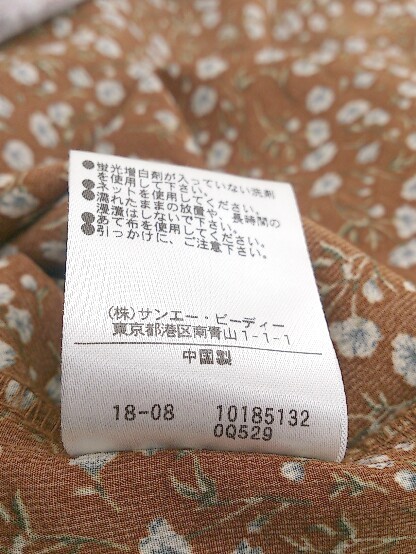 ●蛍光増白剤が入っていない洗剤
を使用して下さい。
●ネットを使用してください。
●濡れたままの放置や、長時間の
浸漬はしないで下さい。
●あて布を使用してください。
●引っかけに、ご注意下さい。
(株)サンエー・ビーディー
東京都港区南青山1-1-1
中国製
18-08 10185132
0Q529